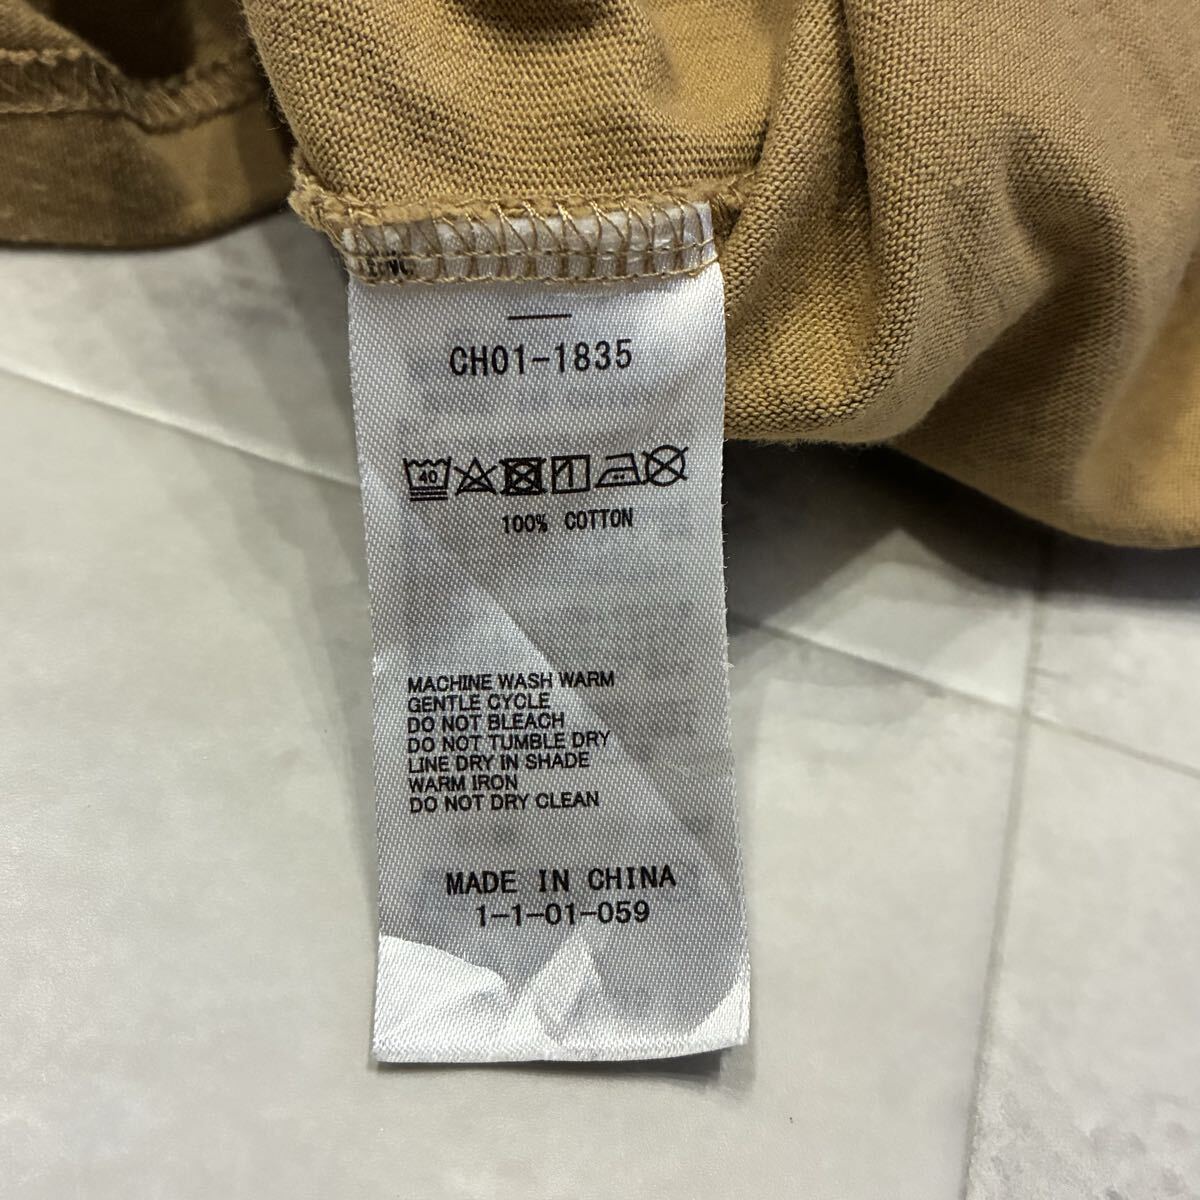 CH01-1835
40
100% COTTON
MACHINE WASH WARM
GENTLE CYCLE
DO NOT BLEACH
DO NOT TUMBLE DRY
LINE DRY IN SHADE
WARM IRON
DO NOT DRY CLEAN
MADE IN CHINA
1-1-01-059